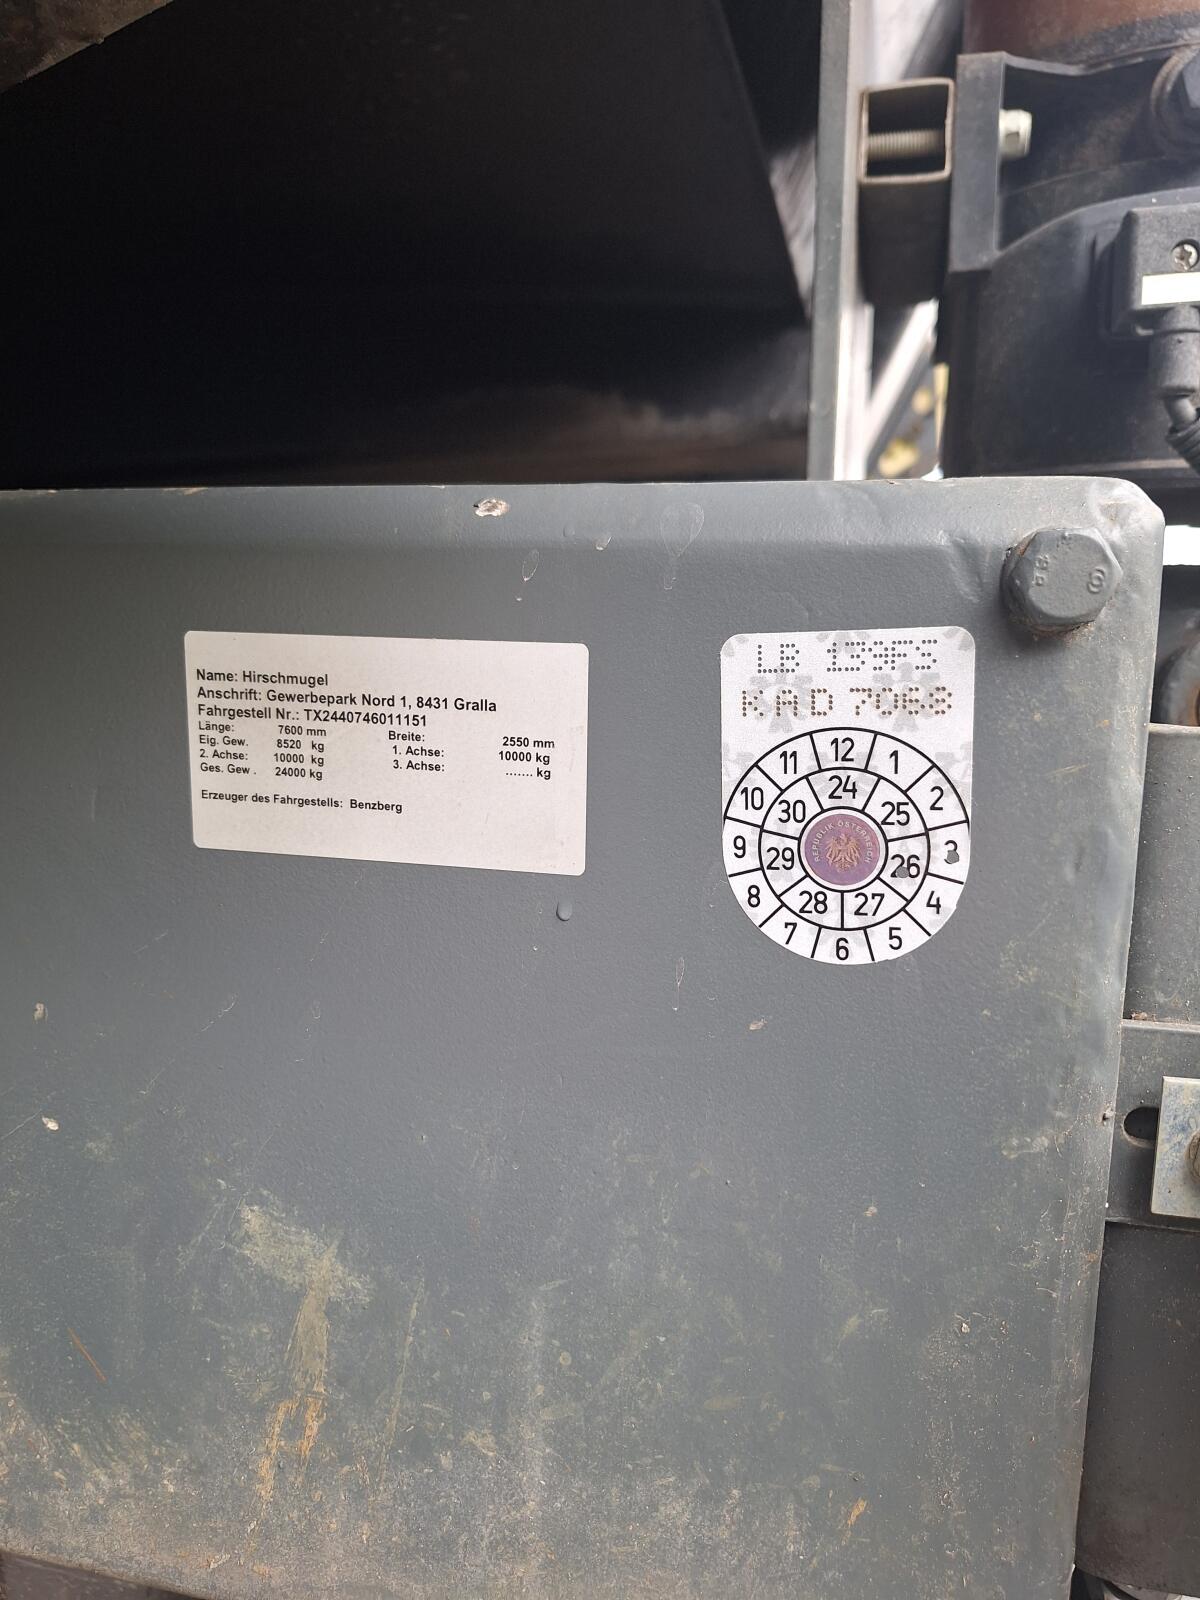 Name: Hirschmugel
Anschrift: Gewerbepark Nord 1, 8431 Gralla
Fahrgestell Nr.: TX2440746011151
Länge: 7600 mm Breite: 2550 mm
Eig. Gew. 8520 kg 1. Achse: 10000 kg
2. Achse: 10000 kg 3. Achse: ....... kg
Ges. Gew . 24000 kg
Erzeuger des Fahrgestells: Benzberg
LB 139FS
KAD 7068
12
11 1
24
10 30 25 2
REPUBLIK ÖSTERREICH
9 29 26 3
8 28 27 4
7 6 5